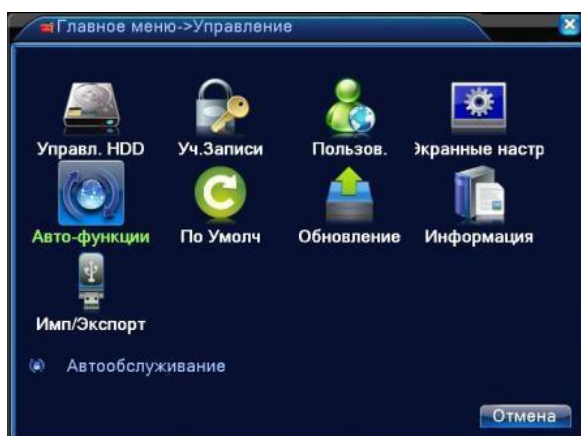 Главное меню->Управление
Управл. HDD Уч.Записи Пользов. Экранные настр
Авто-функции По Умолч Обновление Информация
Имп/Экспорт
Автообслуживание
Отмена